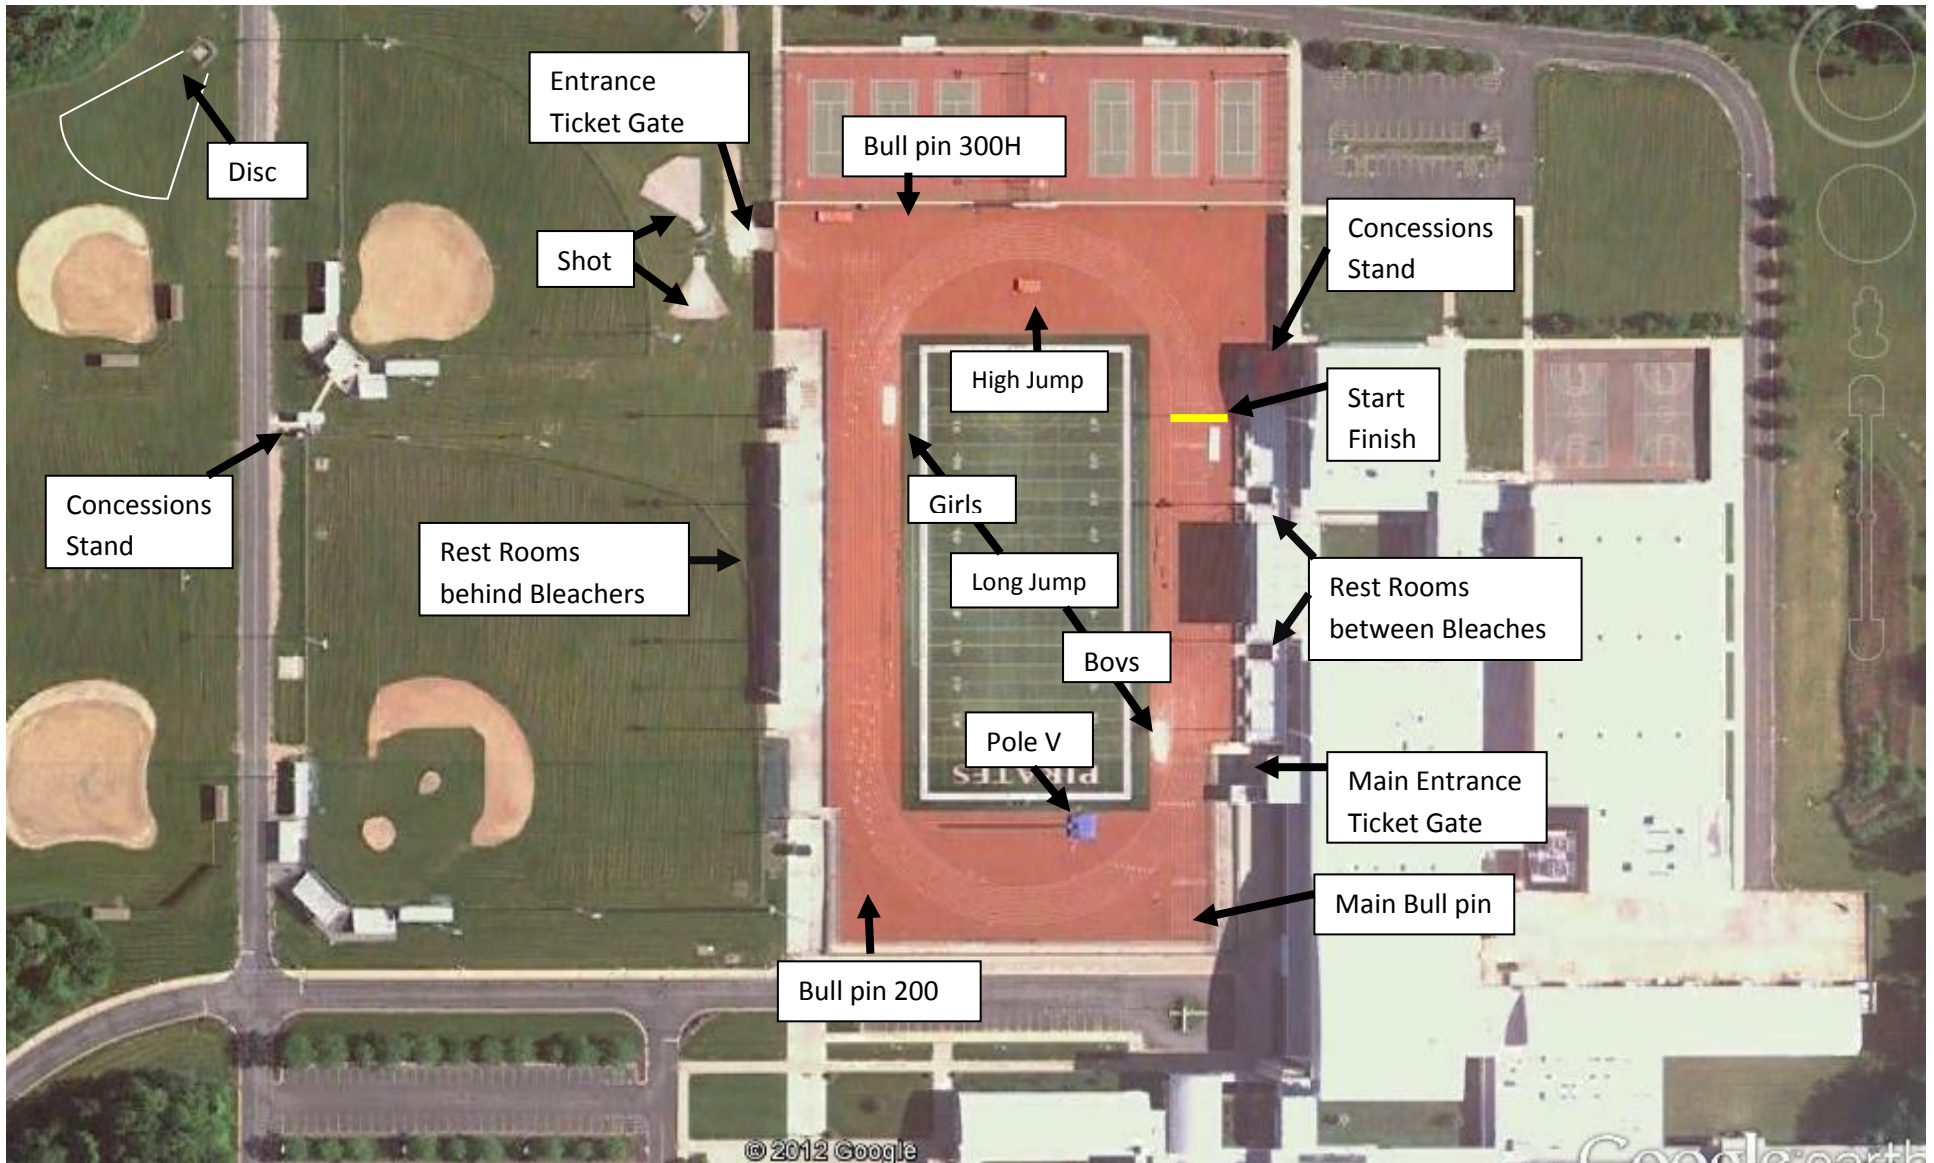 Entrance
Ticket Gate
Bull pin 300H
Disc
Shot
Concessions
Stand
High Jump
Start
Finish
Concessions
Stand
Girls
Rest Rooms
behind Bleachers
Long Jump
Rest Rooms
between Bleaches
Boys
Pole V
PIRATES
Main Entrance
Ticket Gate
Main Bull pin
Bull pin 200
© 2012 Google
Google earth